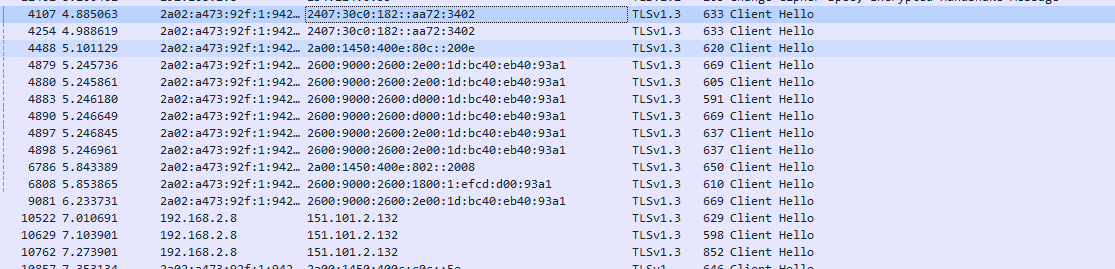 4107 4.885063 2a02:a473:92f:1:942… 2407:30c0:182::aa72:3402 TLSv1.3 633 Client Hello
4254 4.988619 2a02:a473:92f:1:942… 2407:30c0:182::aa72:3402 TLSv1.3 633 Client Hello
4488 5.101129 2a02:a473:92f:1:942… 2a00:1450:400e:80c::200e TLSv1.3 620 Client Hello
4879 5.245736 2a02:a473:92f:1:942… 2600:9000:2600:2e00:1d:bc40:eb40:93a1 TLSv1.3 669 Client Hello
4880 5.245861 2a02:a473:92f:1:942… 2600:9000:2600:2e00:1d:bc40:eb40:93a1 TLSv1.3 605 Client Hello
4883 5.246180 2a02:a473:92f:1:942… 2600:9000:2600:d000:1d:bc40:eb40:93a1 TLSv1.3 591 Client Hello
4890 5.246649 2a02:a473:92f:1:942… 2600:9000:2600:d000:1d:bc40:eb40:93a1 TLSv1.3 669 Client Hello
4897 5.246845 2a02:a473:92f:1:942… 2600:9000:2600:2e00:1d:bc40:eb40:93a1 TLSv1.3 637 Client Hello
4898 5.246961 2a02:a473:92f:1:942… 2600:9000:2600:2e00:1d:bc40:eb40:93a1 TLSv1.3 637 Client Hello
6786 5.843389 2a02:a473:92f:1:942… 2a00:1450:400e:802::2008 TLSv1.3 650 Client Hello
6808 5.853865 2a02:a473:92f:1:942… 2600:9000:2600:1800:1:efcd:d00:93a1 TLSv1.3 610 Client Hello
9081 6.233731 2a02:a473:92f:1:942… 2600:9000:2600:2e00:1d:bc40:eb40:93a1 TLSv1.3 669 Client Hello
10522 7.010691 192.168.2.8 151.101.2.132 TLSv1.3 629 Client Hello
10629 7.103901 192.168.2.8 151.101.2.132 TLSv1.3 598 Client Hello
10762 7.273901 192.168.2.8 151.101.2.132 TLSv1.3 852 Client Hello